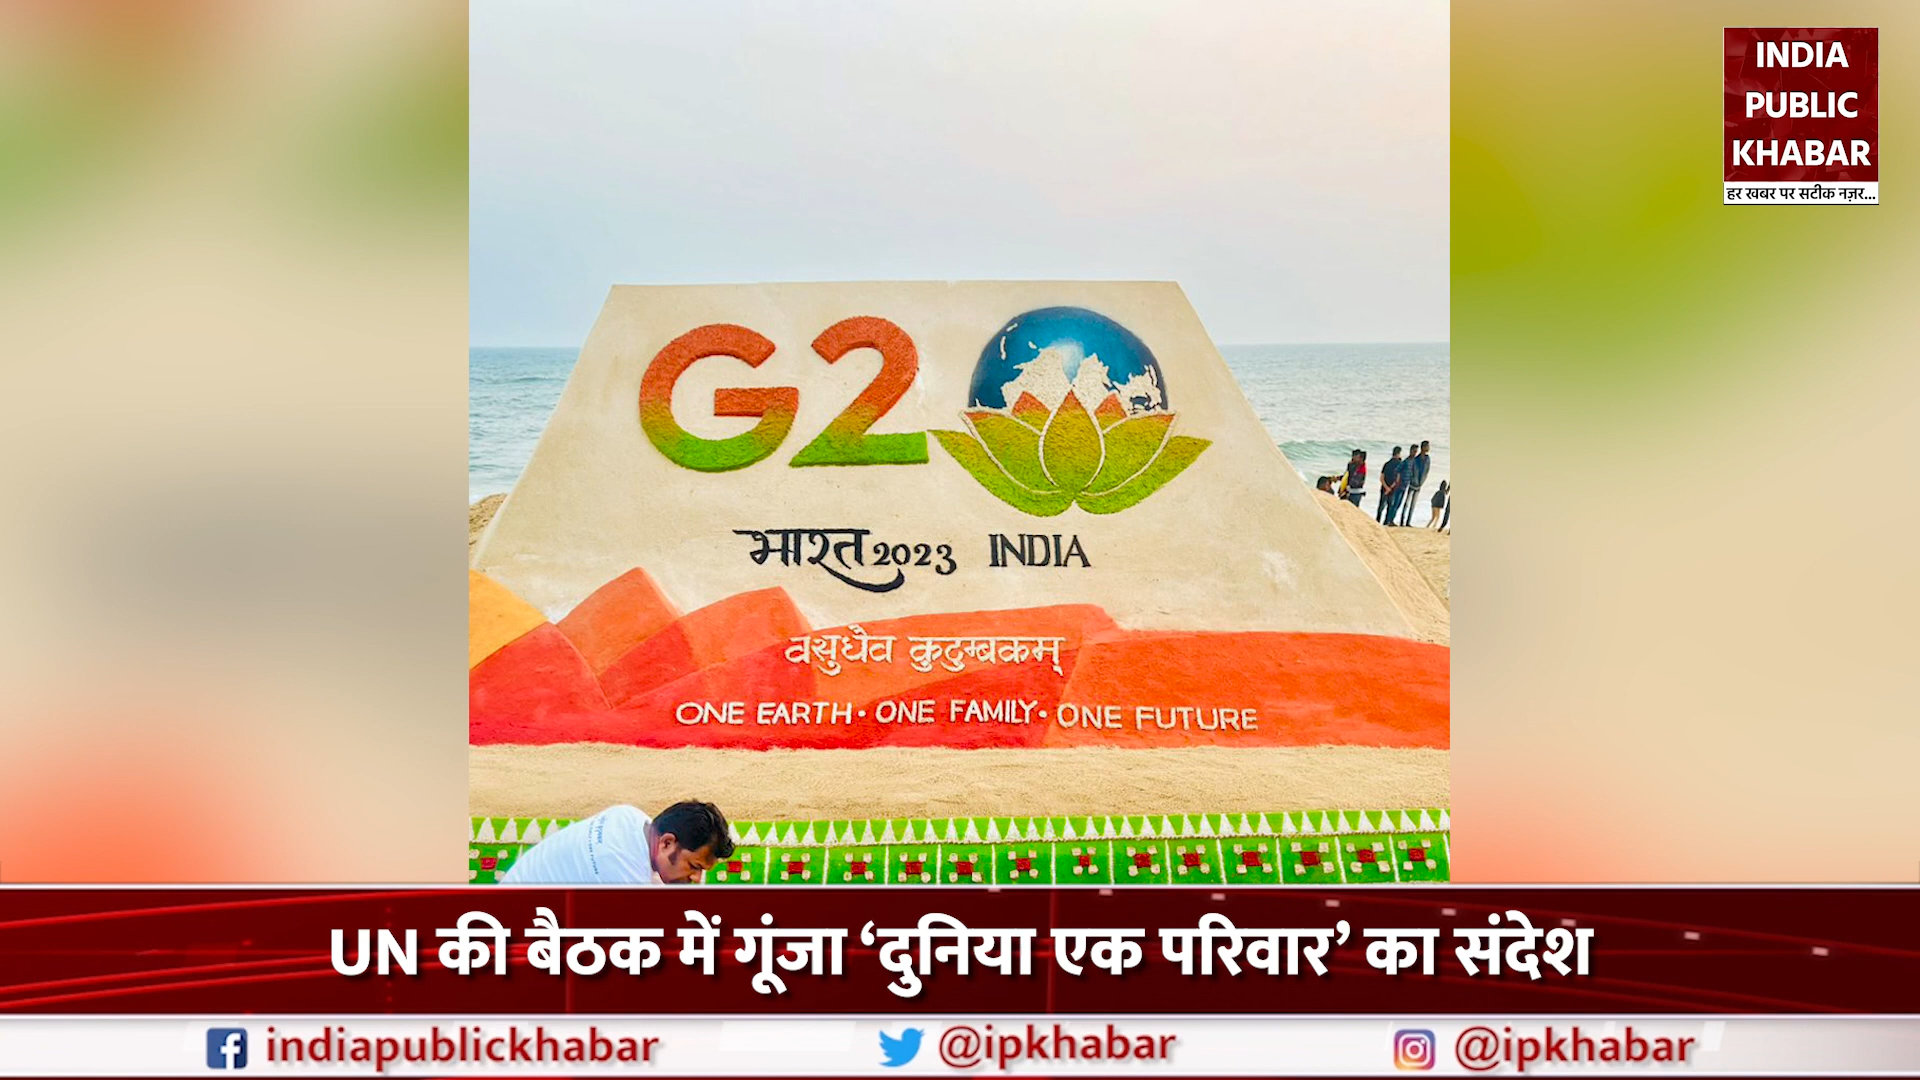 INDIA
PUBLIC
KHABAR
हर खबर पर सटीक नज़र...
G20
भारत 2023 INDIA
वसुधैव कुटुम्बकम्
ONE EARTH • ONE FAMILY • ONE FUTURE
UN की बैठक में गूंजा ‘दुनिया एक परिवार’ का संदेश
indiapublickhabar
@ipkhabar
@ipkhabar